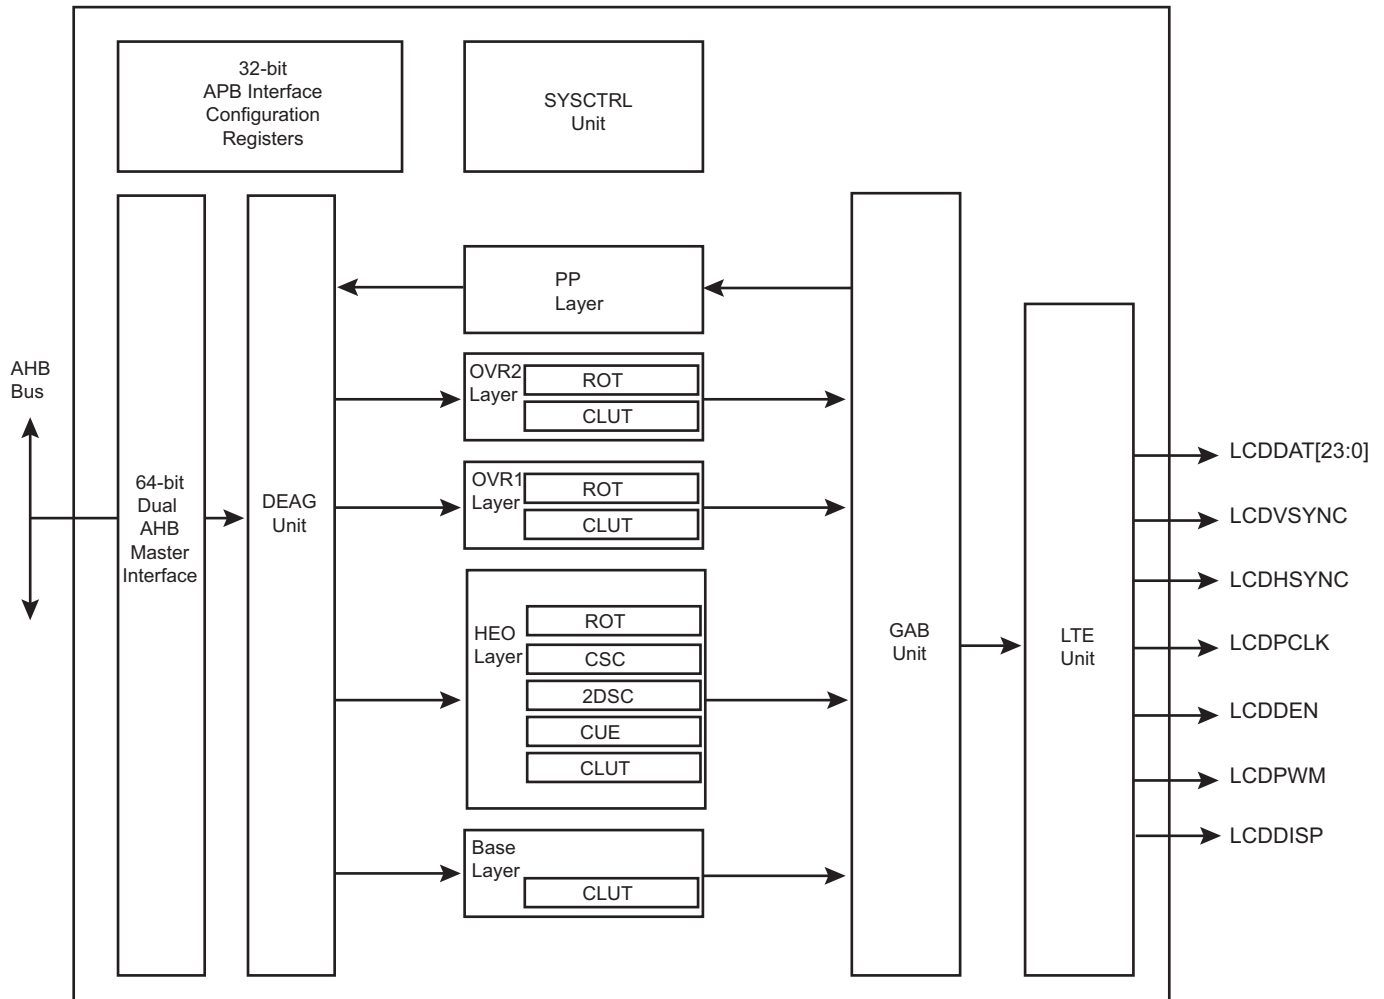 32-bit
APB Interface
Configuration
Registers
SYSCTRL
Unit
AHB
Bus
64-bit
Dual
AHB
Master
Interface
DEAG
Unit
PP
Layer
OVR2
Layer
ROT
CLUT
OVR1
Layer
ROT
CLUT
HEO
Layer
ROT
CSC
2DSC
CUE
CLUT
Base
Layer
CLUT
GAB
Unit
LTE
Unit
LCDDAT[23:0]
LCDVSYNC
LCDHSYNC
LCDPCLK
LCDDEN
LCDPWM
LCDDISP